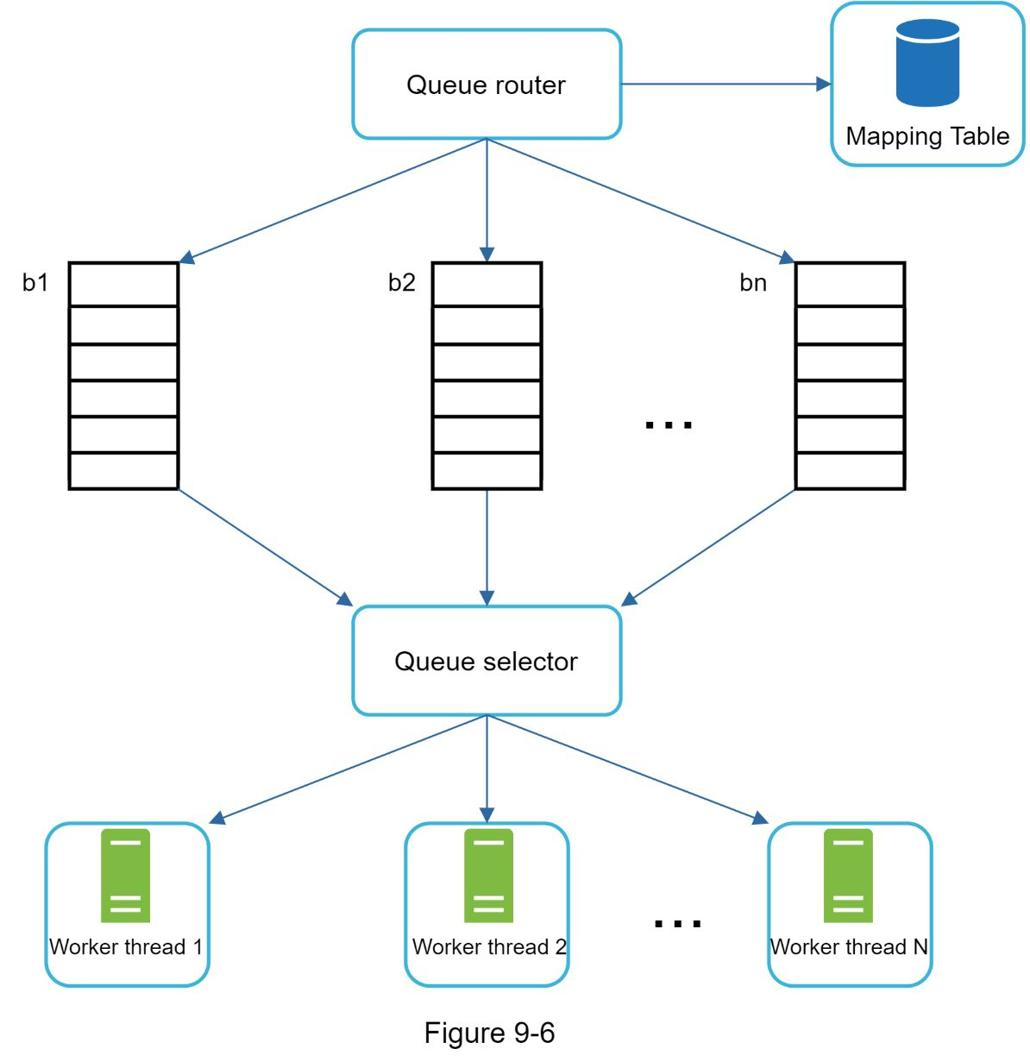 Queue router
Mapping Table
b1
b2
bn
...
Queue selector
Worker thread 1
Worker thread 2
...
Worker thread N
Figure 9-6